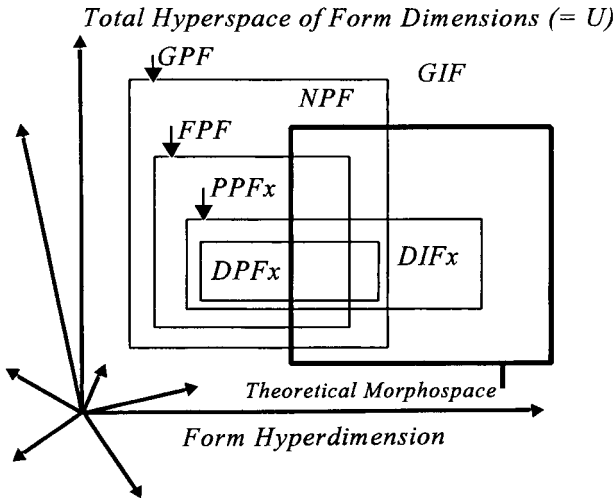 Total Hyperspace of Form Dimensions (= U)
GPF
GIF
NPF
FPF
PPFx
DPFx
DIFx
Theoretical Morphospace
Form Hyperdimension